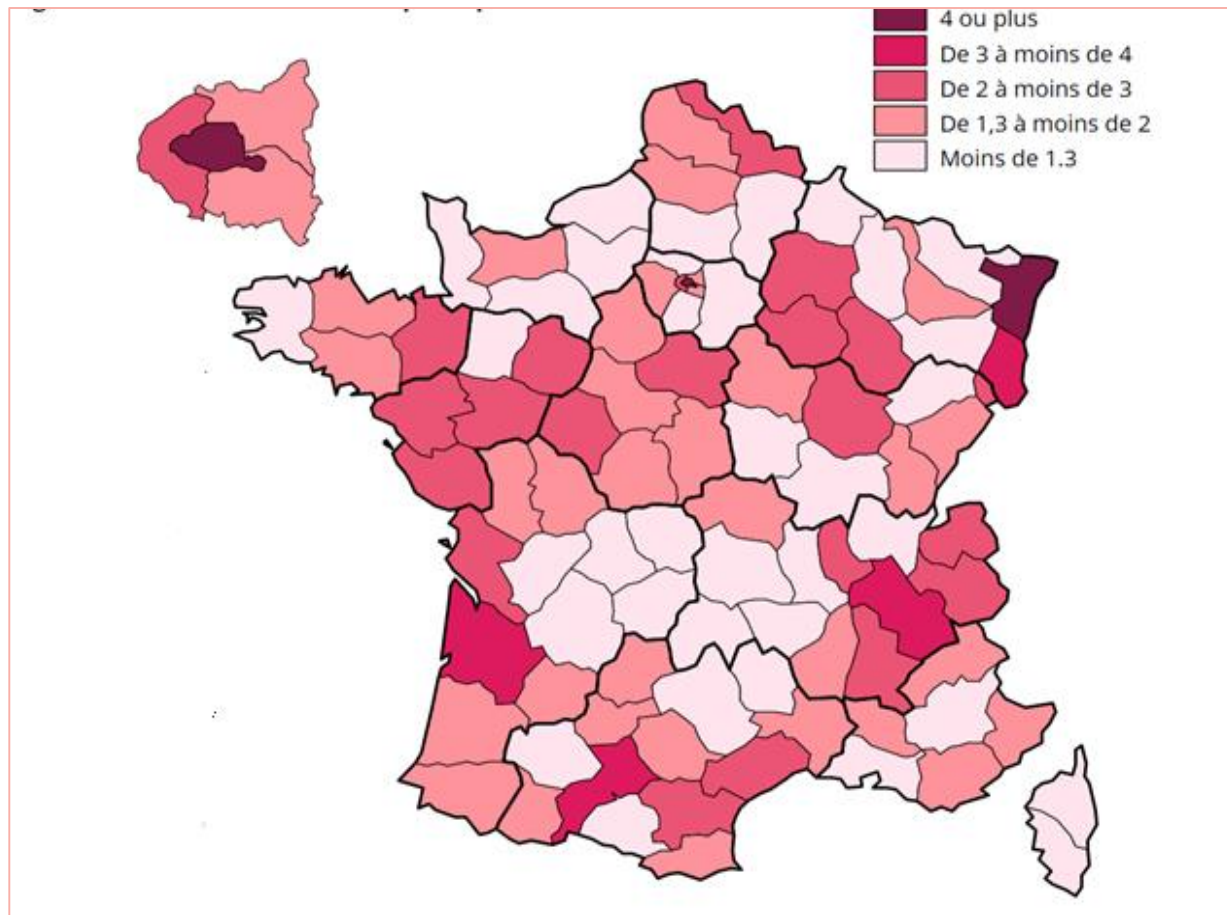 4 ou plus
De 3 à moins de 4
De 2 à moins de 3
De 1,3 à moins de 2
Moins de 1.3